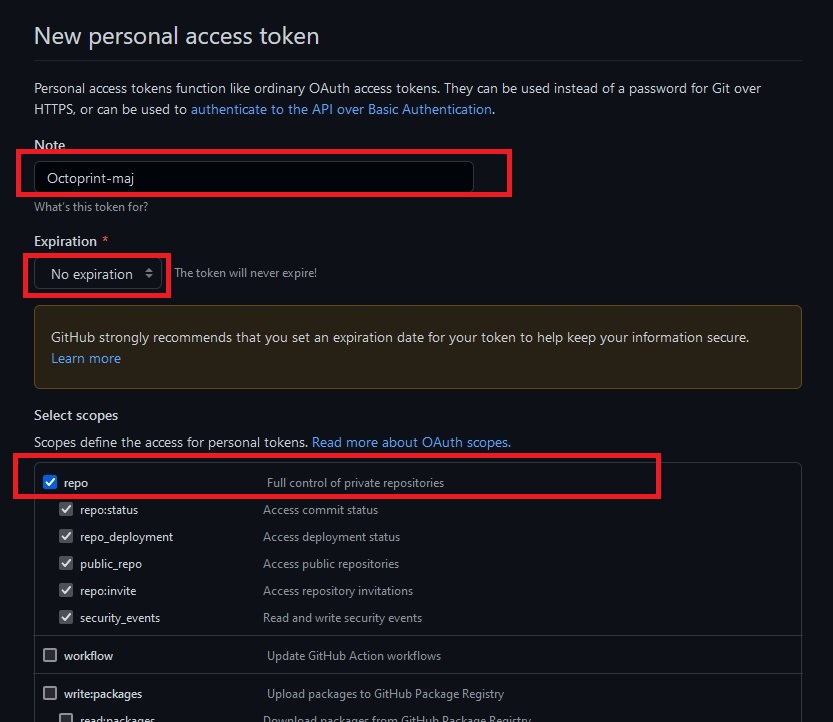 New personal access token
Personal access tokens function like ordinary OAuth access tokens. They can be used instead of a password for Git over
HTTPS, or can be used to authenticate to the API over Basic Authentication.
Note
Octoprint-maj
What's this token for?
Expiration *
No expiration The token will never expire!
GitHub strongly recommends that you set an expiration date for your token to help keep your information secure.
Learn more
Select scopes
Scopes define the access for personal tokens. Read more about OAuth scopes.
repo Full control of private repositories
repo:status Access commit status
repo_deployment Access deployment status
public_repo Access public repositories
repo:invite Access repository invitations
security_events Read and write security events
workflow Update GitHub Action workflows
write:packages Upload packages to GitHub Package Registry
read:packages Download packages from GitHub Package Registry